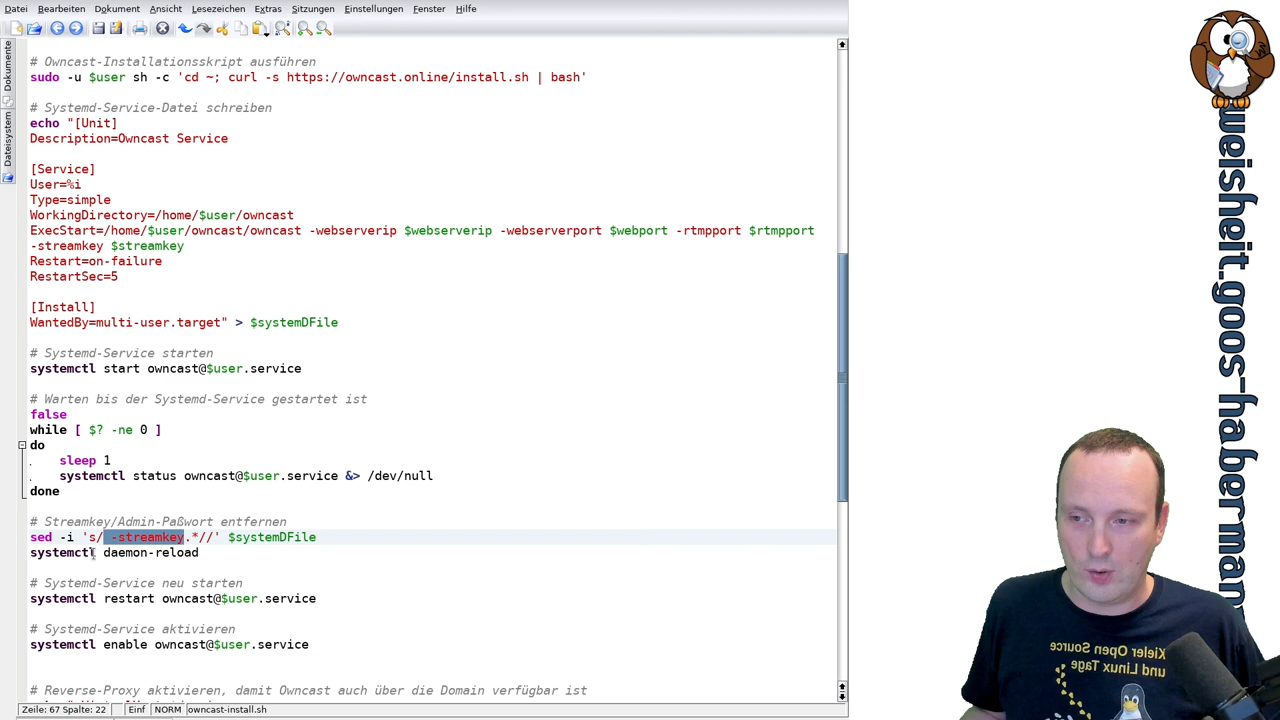 Datei Bearbeiten Dokument Ansicht Lesezeichen Extras Sitzungen Einstellungen Fenster Hilfe
Dokumente
Dateisystem
# Owncast-Installationsskript ausführen
sudo -u $user sh -c 'cd ~; curl -s https://owncast.online/install.sh | bash'
# Systemd-Service-Datei schreiben
echo "[Unit]
Description=Owncast Service
[Service]
User=%i
Type=simple
WorkingDirectory=/home/$user/owncast
ExecStart=/home/$user/owncast/owncast -webserverip $webserverip -webserverport $webport -rtmpport $rtmpport
-streamkey $streamkey
Restart=on-failure
RestartSec=5
[Install]
WantedBy=multi-user.target" > $systemDFile
# Systemd-Service starten
systemctl start owncast@$user.service
# Warten bis der Systemd-Service gestartet ist
false
while [ $? -ne 0 ]
do
sleep 1
systemctl status owncast@$user.service &> /dev/null
done
# Streamkey/Admin-Paßwort entfernen
sed -i 's/ -streamkey.*//' $systemDFile
systemctl daemon-reload
# Systemd-Service neu starten
systemctl restart owncast@$user.service
# Systemd-Service aktivieren
systemctl enable owncast@$user.service
# Reverse-Proxy aktivieren, damit Owncast auch über die Domain verfügbar ist
Zeile: 67 Spalte: 22 Einf NORM owncast-install.sh
weisheit.goos-haberman
Kieler Open Source
und Linux Tage